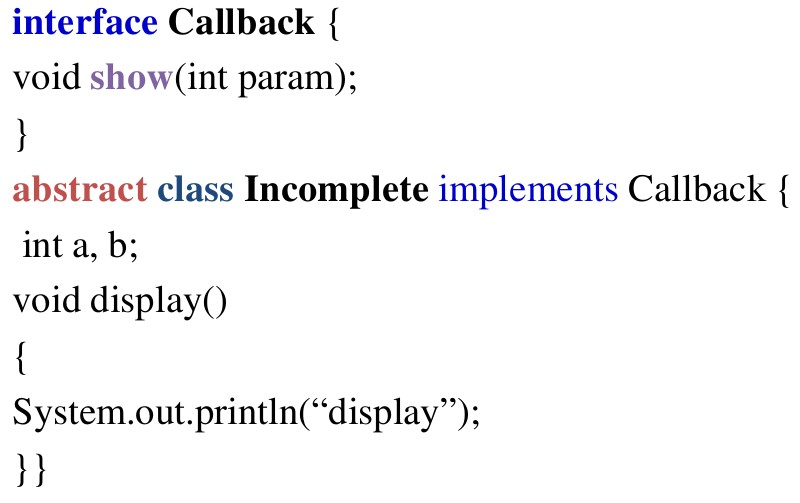 interface Callback {
void show(int param);
}
abstract class Incomplete implements Callback {
int a, b;
void display()
{
System.out.println(“display”);
}}